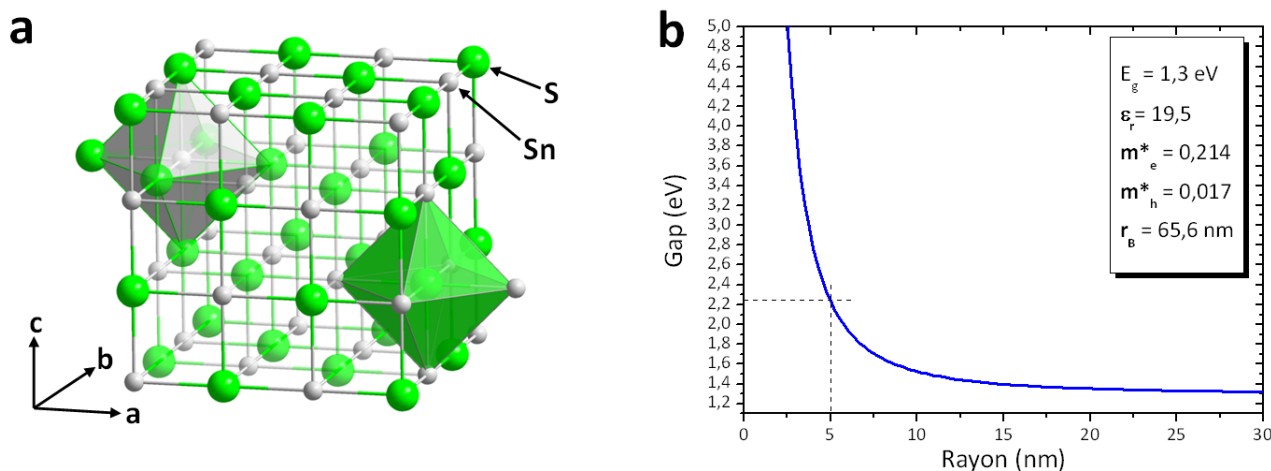 a
S
Sn
c
b
a
b
5,0
4,8
4,6
4,4
4,2
4,0
3,8
3,6
3,4
3,2
3,0
2,8
2,6
2,4
2,2
2,0
1,8
1,6
1,4
1,2
Gap (eV)
E_g = 1,3 eV
ε_r = 19,5
m*_e = 0,214
m*_h = 0,017
r_B = 65,6 nm
0 5 10 15 20 25 30
Rayon (nm)